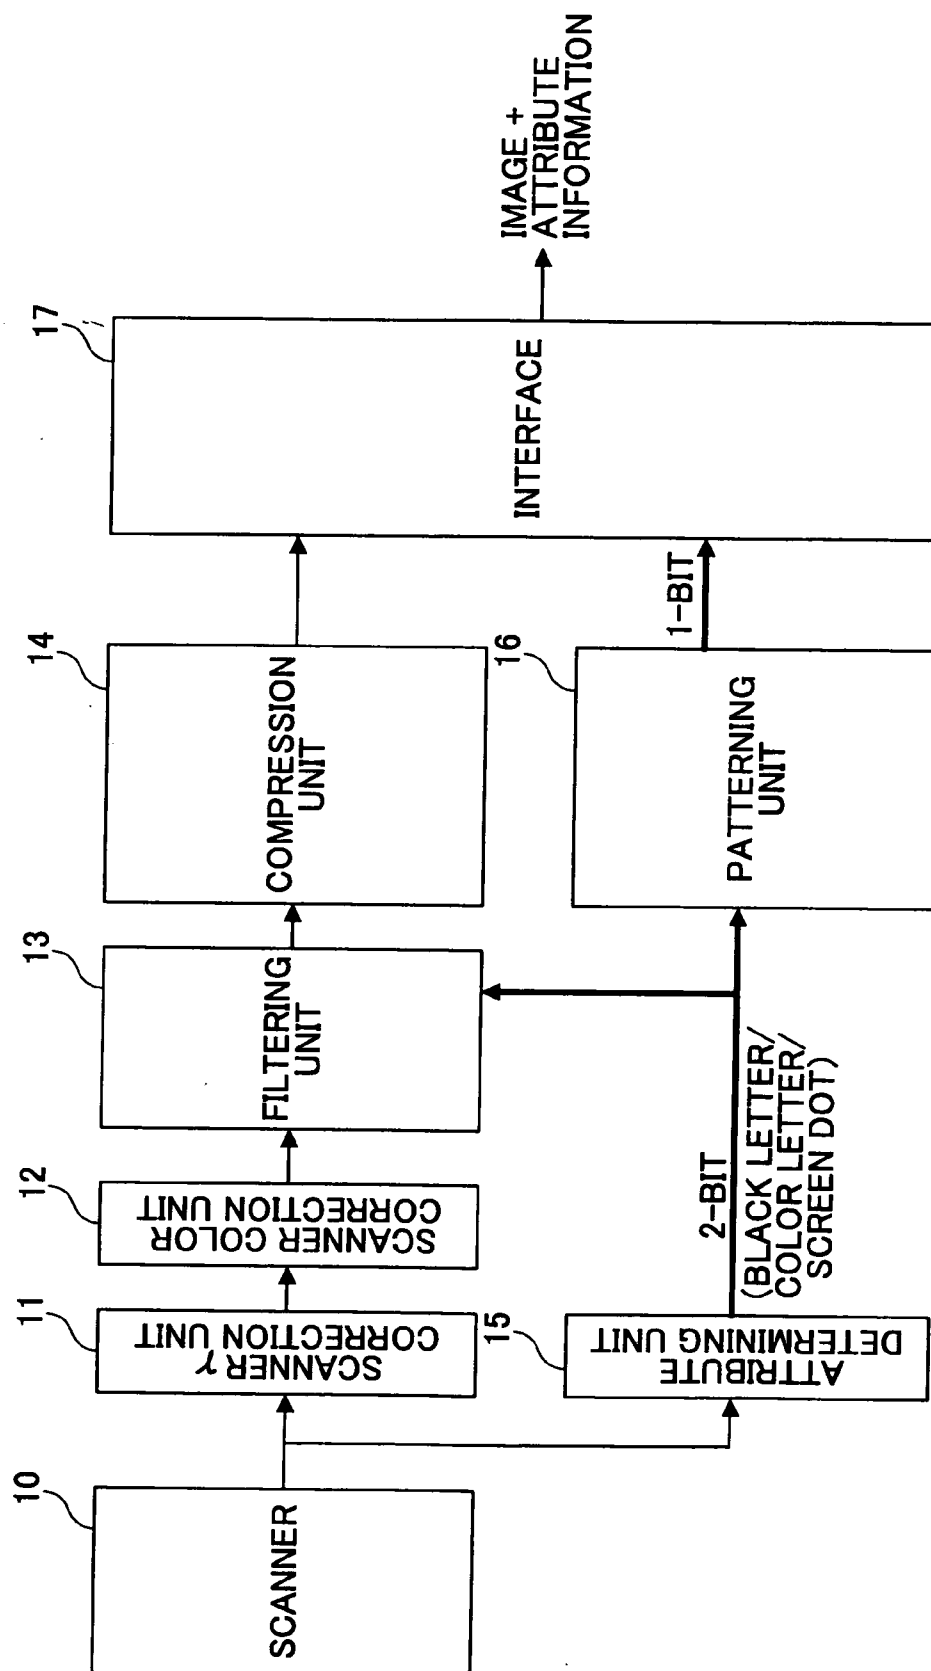 10
SCANNER
11
SCANNER γ
CORRECTION UNIT
12
SCANNER COLOR
CORRECTION UNIT
13
FILTERING
UNIT
14
COMPRESSION
UNIT
15
ATTRIBUTE
DETERMINING UNIT
2-BIT
(BLACK LETTER/
COLOR LETTER/
SCREEN DOT)
16
PATTERNING
UNIT
1-BIT
17
INTERFACE
IMAGE +
ATTRIBUTE
INFORMATION